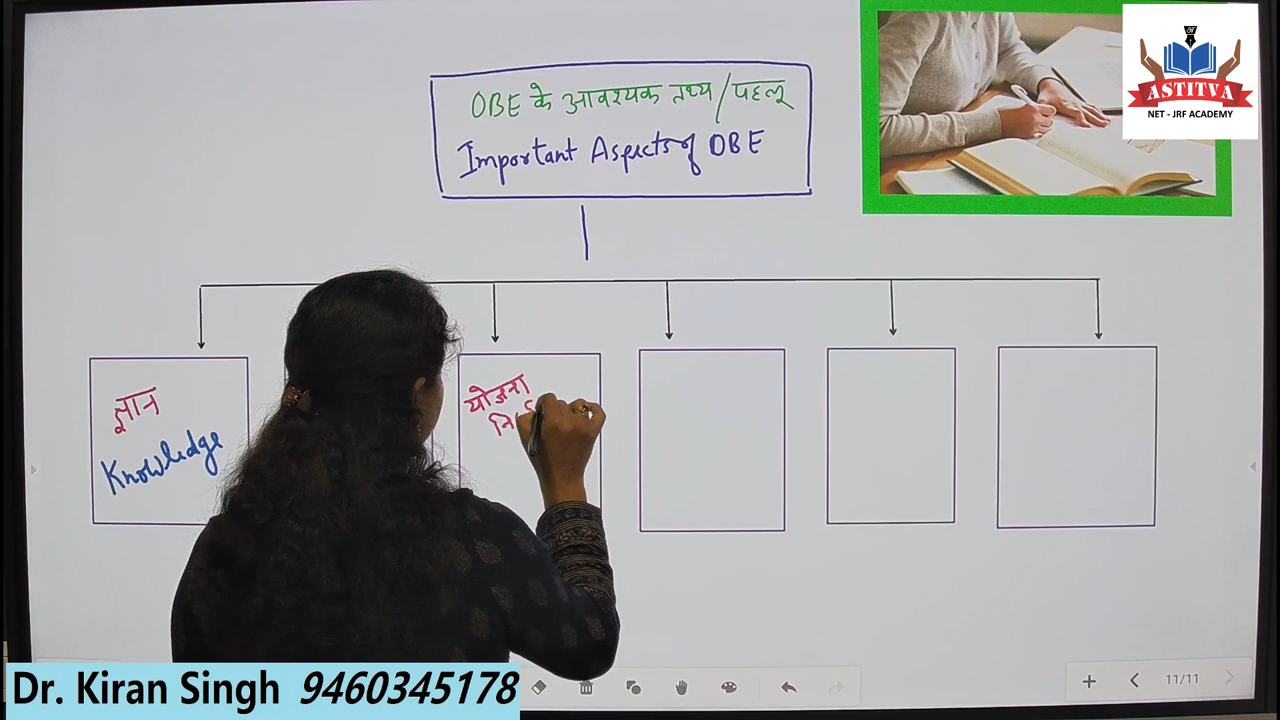 OBE के आवश्यक तथ्य/पहलू
Important Aspects of OBE
ASTITVA
NET - JRF ACADEMY
ज्ञान
Knowledge
योजना
Dr. Kiran Singh 9460345178
11/11